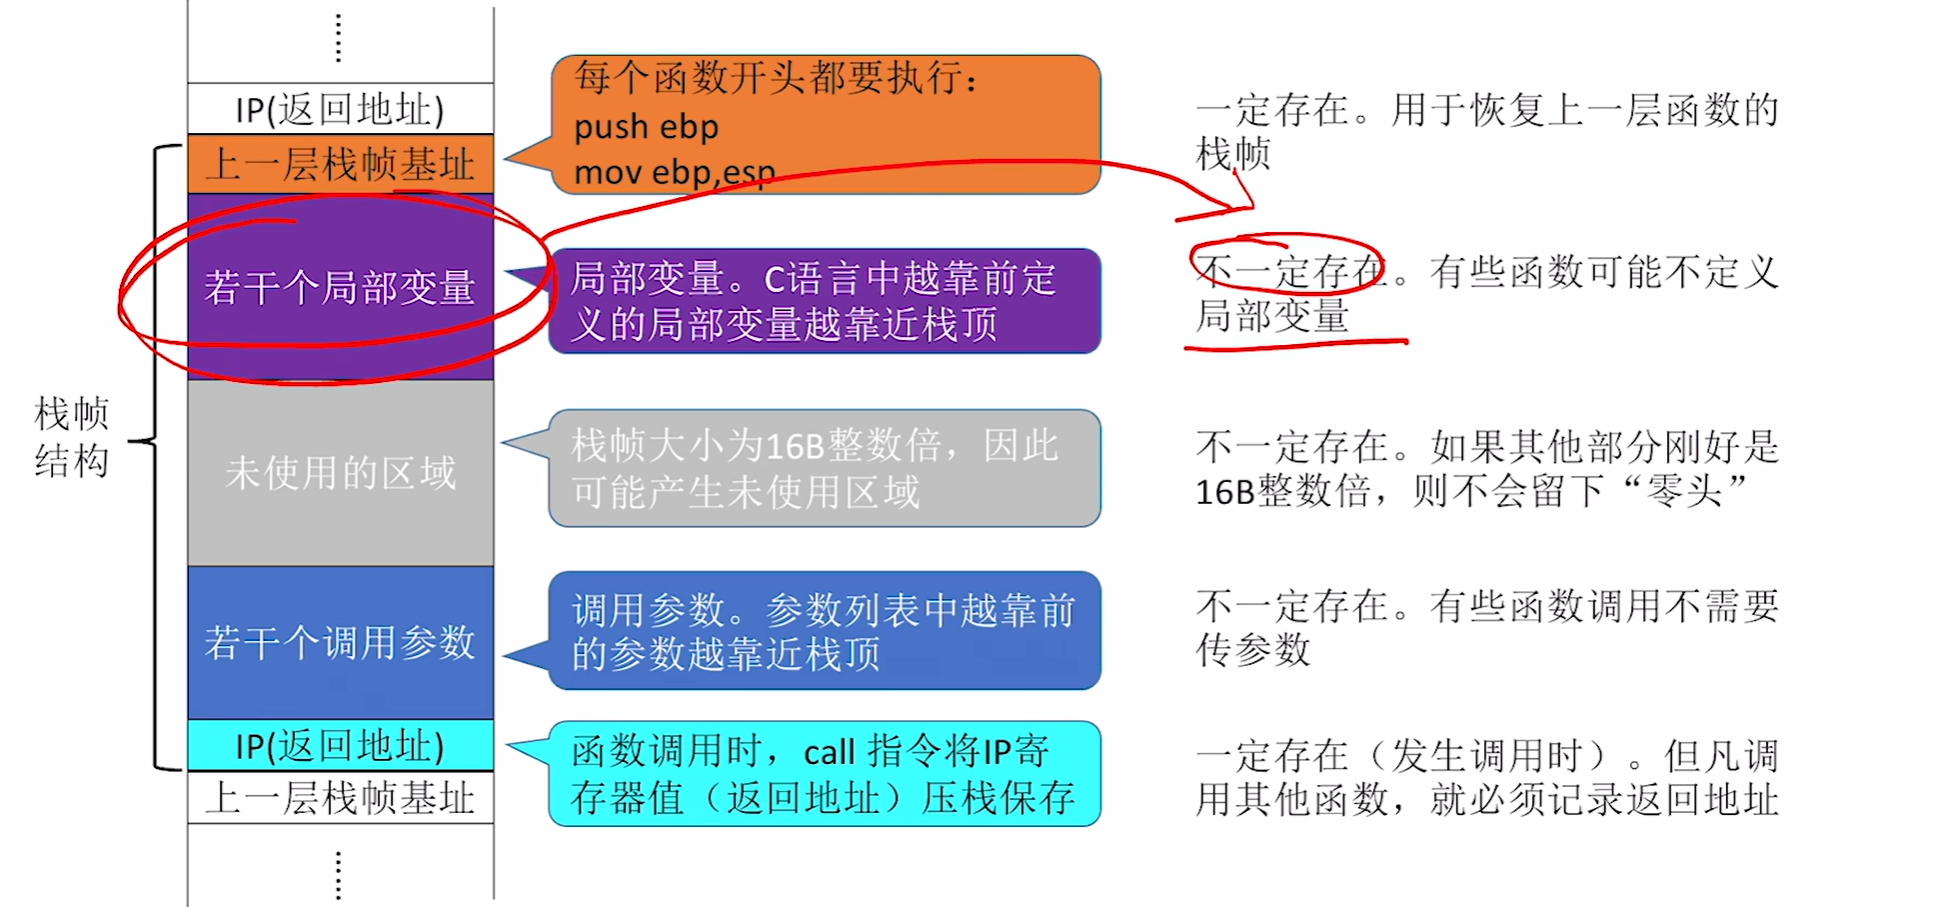 IP(返回地址)
上一层栈帧基址
若干个局部变量
未使用的区域
若干个调用参数
IP(返回地址)
上一层栈帧基址
栈帧
结构
每个函数开头都要执行：
push ebp
mov ebp,esp
局部变量。C语言中越靠前定
义的局部变量越靠近栈顶
栈帧大小为16B整数倍，因此
可能产生未使用区域
调用参数。参数列表中越靠前
的参数越靠近栈顶
函数调用时，call 指令将IP寄
存器值（返回地址）压栈保存
一定存在。用于恢复上一层函数的
栈帧
不一定存在。有些函数可能不定义
局部变量
不一定存在。如果其他部分刚好是
16B整数倍，则不会留下“零头”
不一定存在。有些函数调用不需要
传参数
一定存在（发生调用时）。但凡调
用其他函数，就必须记录返回地址